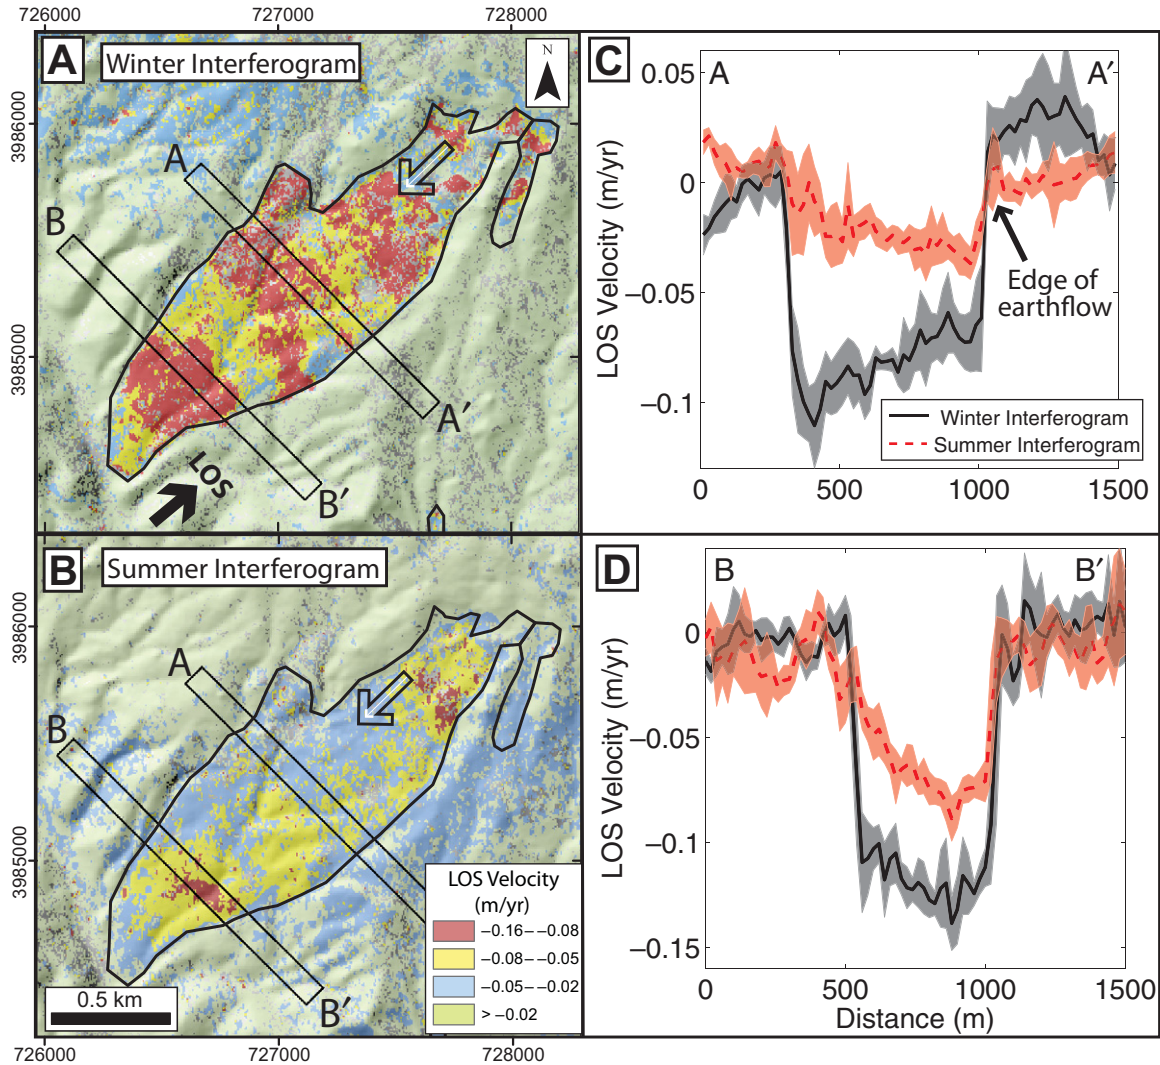 726000 727000 728000
A Winter Interferogram
N
3986000
3985000
A
B
A′
B′
LOS
B Summer Interferogram
3986000
3985000
A
B
B′
LOS Velocity
(m/yr)
−0.16−−0.08
−0.08−−0.05
−0.05−−0.02
> −0.02
0.5 km
726000 727000 728000
C
A A′
LOS Velocity (m/yr)
0.05
0
−0.05
−0.1
Edge of
earthflow
Winter Interferogram
Summer Interferogram
0 500 1000 1500
D
B B′
LOS Velocity (m/yr)
0
−0.05
−0.1
−0.15
0 500 1000 1500
Distance (m)